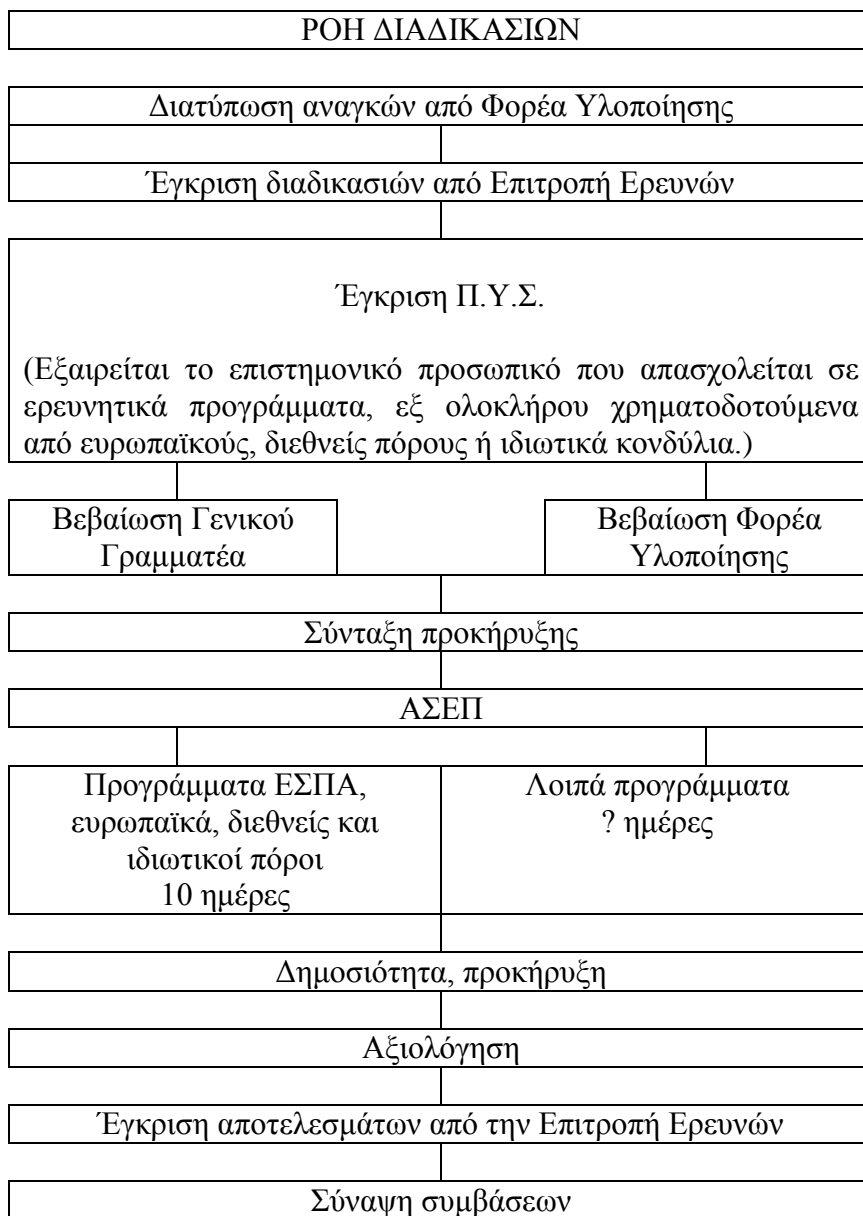 ΡΟΗ ΔΙΑΔΙΚΑΣΙΩΝ
Διατύπωση αναγκών από Φορέα Υλοποίησης
Έγκριση διαδικασιών από Επιτροπή Ερευνών
Έγκριση Π.Υ.Σ.
(Εξαιρείται το επιστημονικό προσωπικό που απασχολείται σε
ερευνητικά προγράμματα, εξ ολοκλήρου χρηματοδοτούμενα
από ευρωπαϊκούς, διεθνείς πόρους ή ιδιωτικά κονδύλια.)
Βεβαίωση Γενικού
Γραμματέα
Βεβαίωση Φορέα
Υλοποίησης
Σύνταξη προκήρυξης
ΑΣΕΠ
Προγράμματα ΕΣΠΑ,
ευρωπαϊκά, διεθνείς και
ιδιωτικοί πόροι
10 ημέρες
Λοιπά προγράμματα
? ημέρες
Δημοσιότητα, προκήρυξη
Αξιολόγηση
Έγκριση αποτελεσμάτων από την Επιτροπή Ερευνών
Σύναψη συμβάσεων